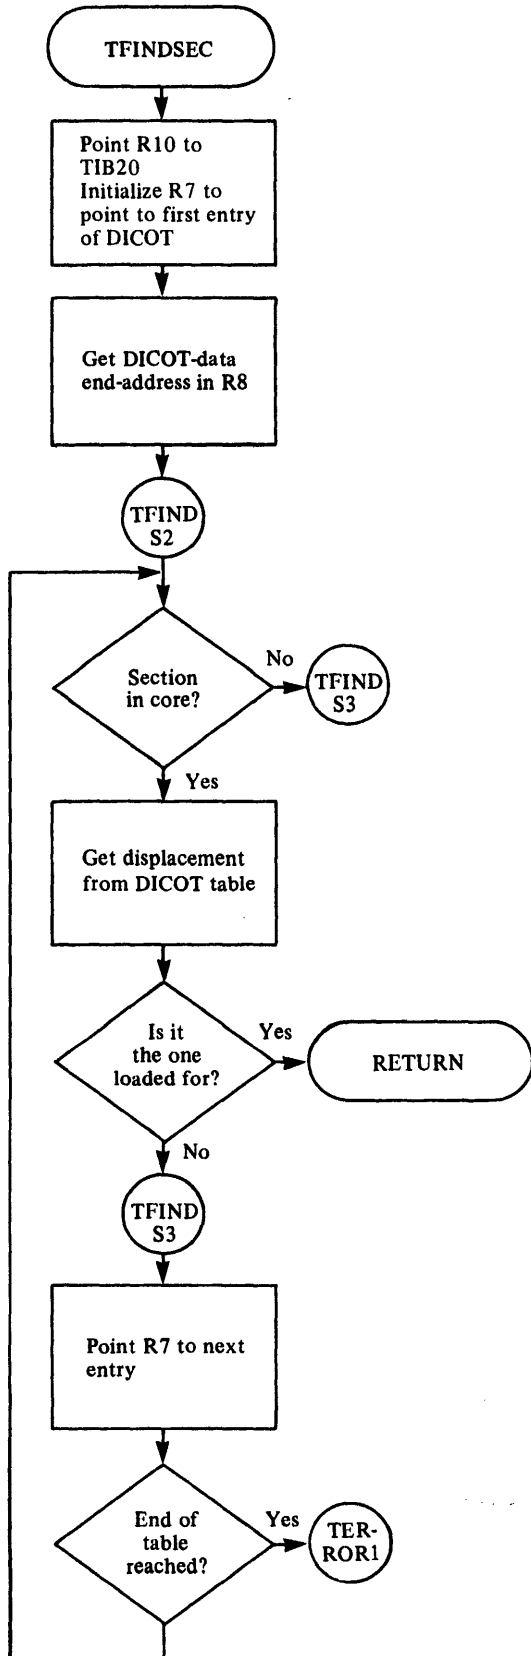 TFINDSEC
Point R10 to
TIB20
Initialize R7 to
point to first entry
of DICOT
Get DICOT-data
end-address in R8
TFIND
S2
Section
in core?
No
TFIND
S3
Yes
Get displacement
from DICOT table
Is it
the one
loaded for?
Yes
RETURN
No
TFIND
S3
Point R7 to next
entry
End of
table
reached?
Yes
TER-
ROR1